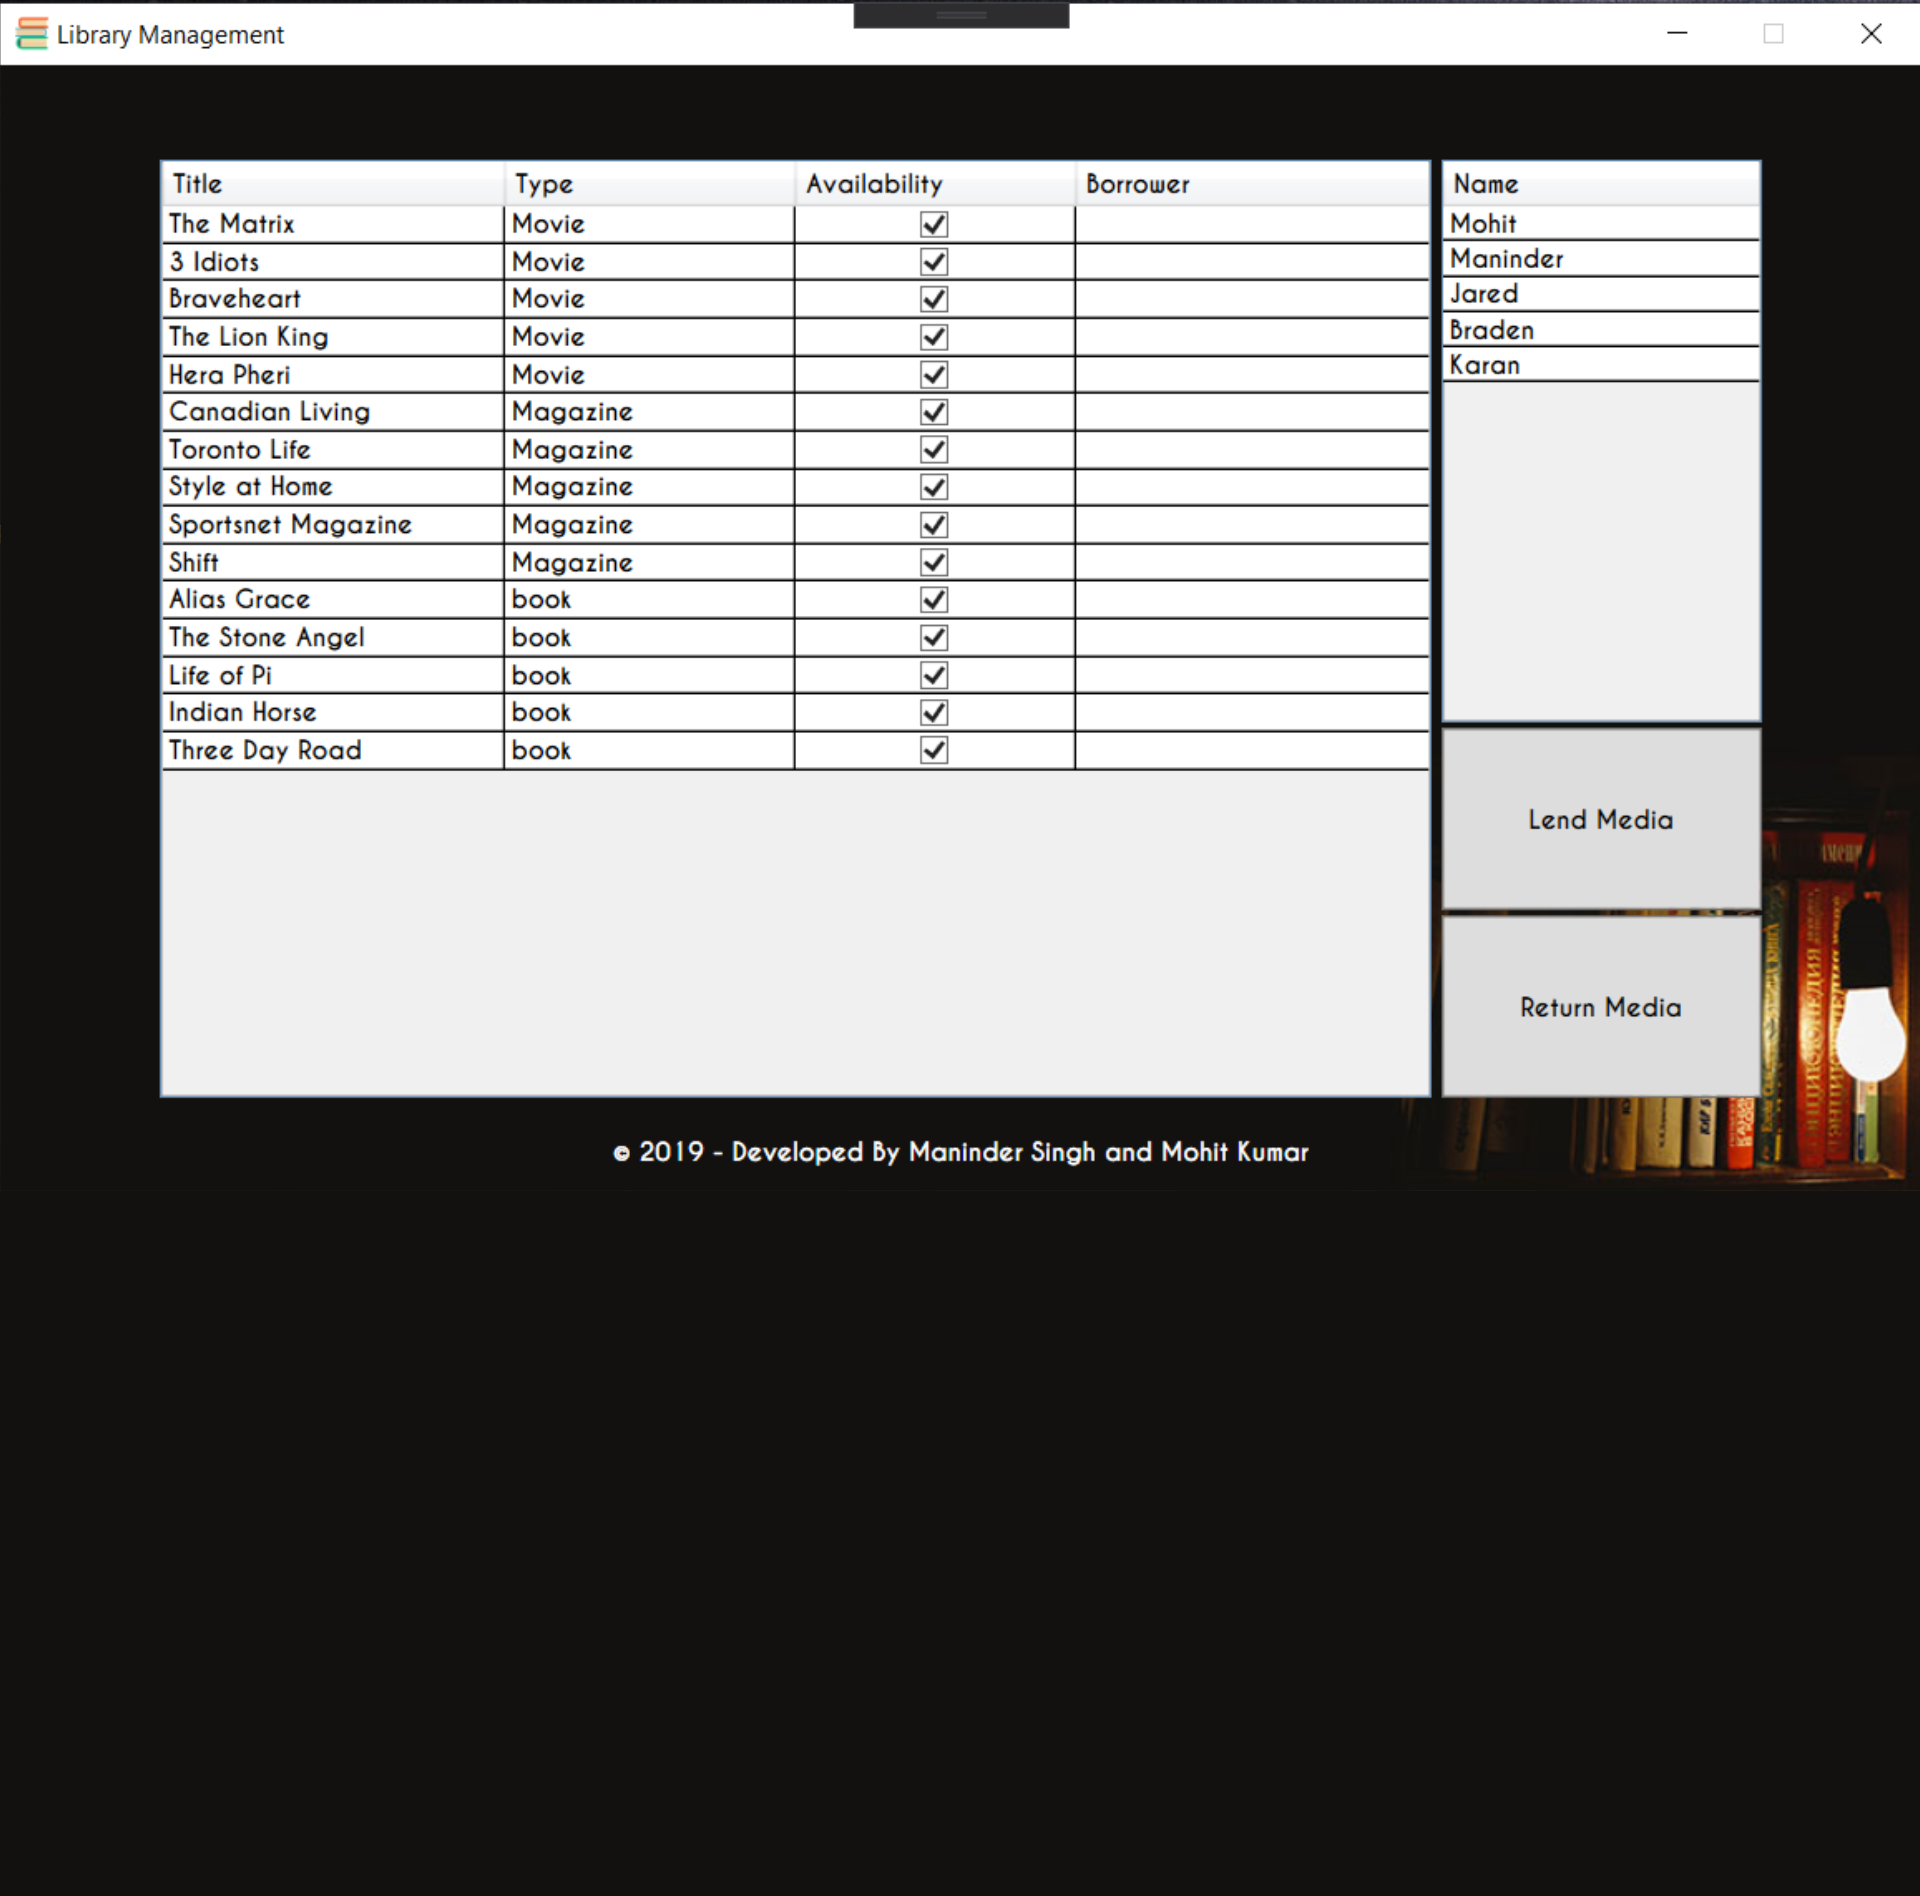 Library Management
Title Type Availability Borrower
The Matrix Movie
3 Idiots Movie
Braveheart Movie
The Lion King Movie
Hera Pheri Movie
Canadian Living Magazine
Toronto Life Magazine
Style at Home Magazine
Sportsnet Magazine Magazine
Shift Magazine
Alias Grace book
The Stone Angel book
Life of Pi book
Indian Horse book
Three Day Road book
Name
Mohit
Maninder
Jared
Braden
Karan
Lend Media
Return Media
© 2019 - Developed By Maninder Singh and Mohit Kumar